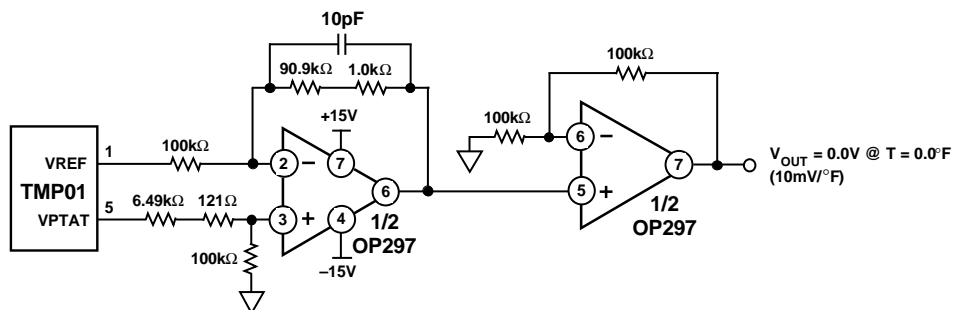 10pF
90.9kΩ 1.0kΩ
100kΩ
+15V
100kΩ
100kΩ
1
VREF
TMP01
VPTAT
5
6.49kΩ 121Ω
100kΩ
2 –
3 +
7
6
4
–15V
1/2
OP297
6 –
5 +
7
1/2
OP297
VOUT = 0.0V @ T = 0.0°F
(10mV/°F)